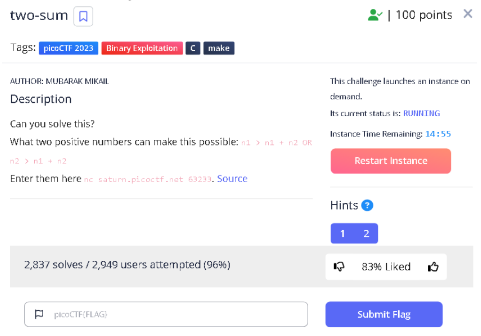 two-sum
| 100 points
Tags: picoCTF 2023 Binary Exploitation C make
AUTHOR: MUBARAK MIKAIL
Description
Can you solve this?
What two positive numbers can make this possible: n1 > n1 + n2 OR
n2 > n1 + n2
Enter them here nc saturn.picoctf.net. Source
This challenge launches an instance on
demand.
Its current status is: RUNNING
Instance Time Remaining: 14:55
Restart Instance
Hints ?
1 2
2,837 solves / 2,949 users attempted (96%)
83% Liked
picoCTF{FLAG}
Submit Flag